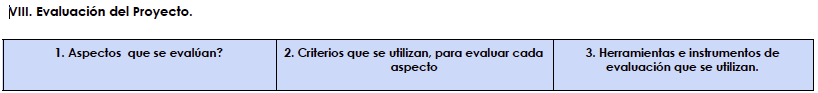 VIII. Evaluación del Proyecto.
1. Aspectos que se evalúan?
2. Criterios que se utilizan, para evaluar cada
aspecto
3. Herramientas e instrumentos de
evaluación que se utilizan.